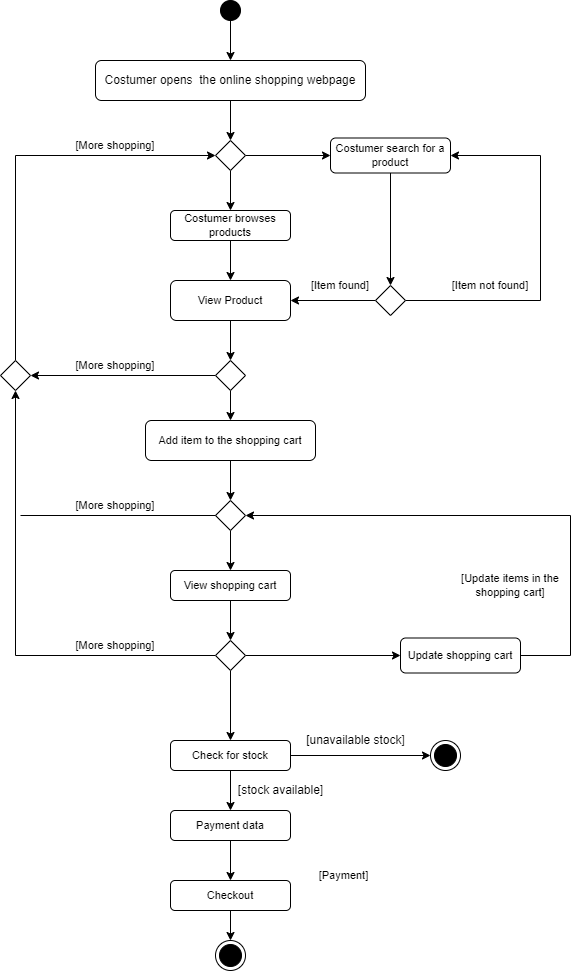 Costumer opens  the online shopping webpage
[More shopping]
Costumer search for a
product
Costumer browses
products
[Item found]
[Item not found]
View Product
[More shopping]
Add item to the shopping cart
[More shopping]
View shopping cart
[Update items in the
shopping cart]
[More shopping]
Update shopping cart
Check for stock
[unavailable stock]
[stock available]
Payment data
[Payment]
Checkout